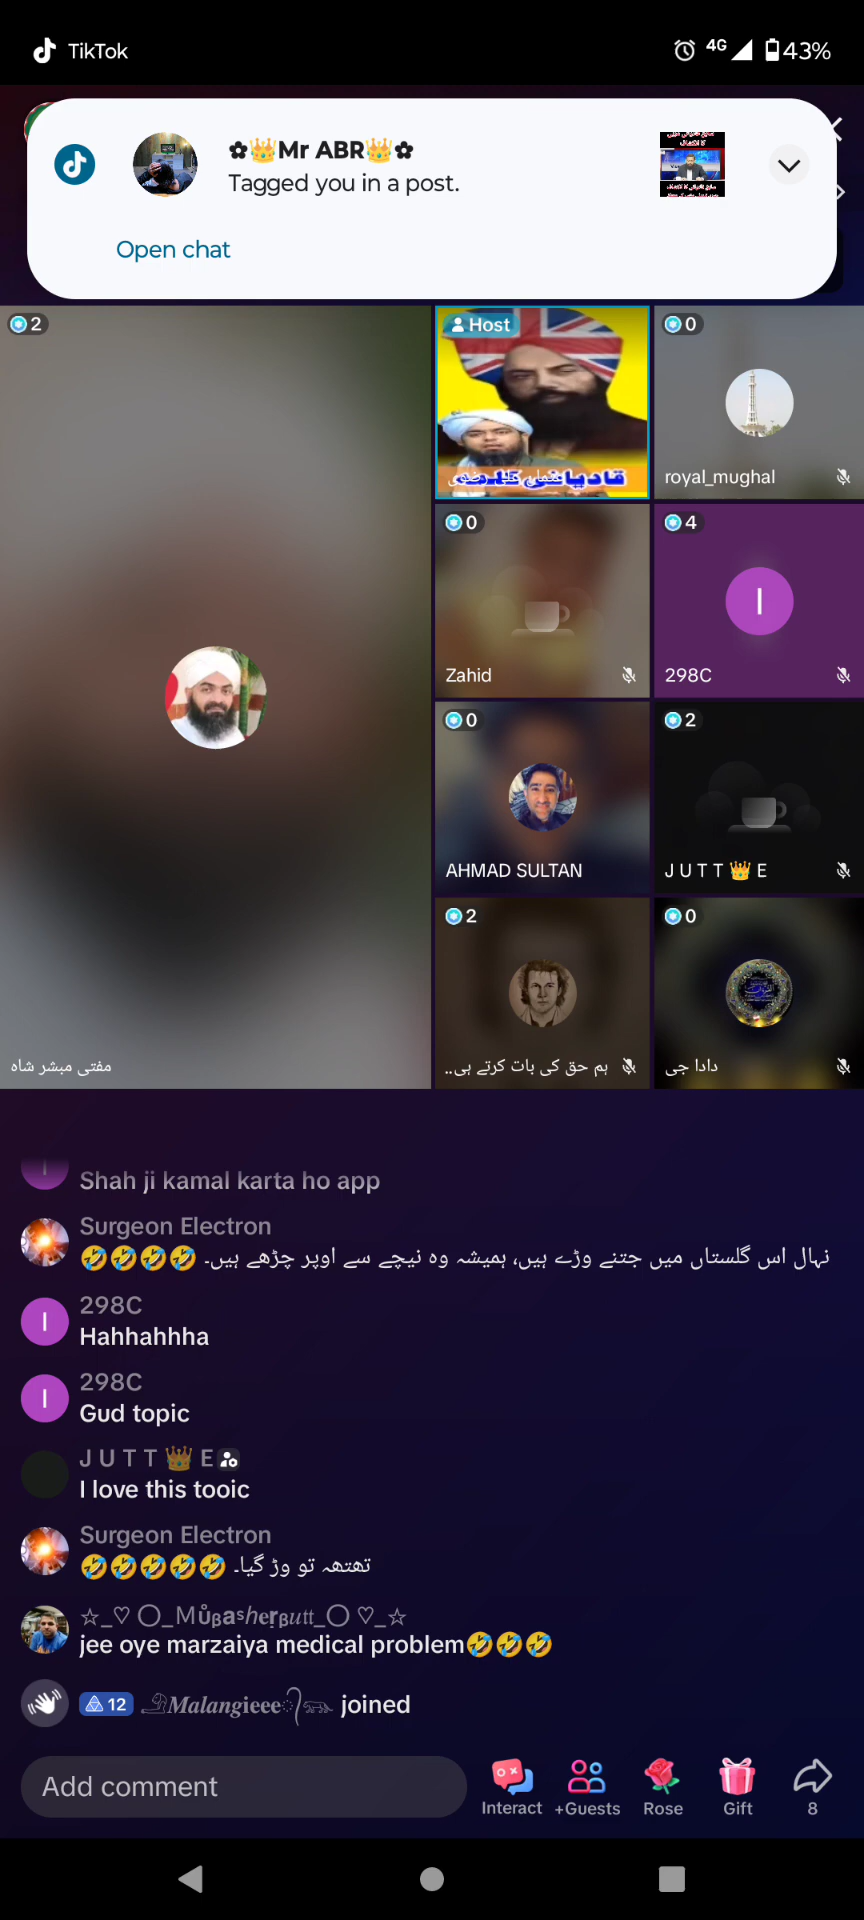 TikTok
4G 43%
✿👑Mr ABR👑✿
Tagged you in a post.
Open chat
2
Host
0
royal_mughal
0
Zahid
4
I
298C
0
AHMAD SULTAN
2
J U T T 👑 E
2
ہم حق کی بات کرتے ہی..
0
دادا جی
مفتی مبشر شاہ
Shah ji kamal karta ho app
Surgeon Electron
نہال اس گلستاں میں جتنے وڑے ہیں، ہمیشہ وہ نیچے سے اوپر چڑھے ہیں۔ 🤣🤣🤣🤣
I
298C
Hahhahhha
I
298C
Gud topic
J U T T 👑 E
I love this tooic
Surgeon Electron
تھتھہ تو وڑ گیا۔ 🤣🤣🤣🤣🤣
☆_♡ ◯_Můᵦaˢℎeṛᵦ𝑢tt_◯ ♡_☆
jee oye marzaiya medical problem🤣🤣🤣
12 𝑴𝒂𝒍𝒂𝒏𝒈𝐢𝐞𝐞𝐞 joined
Add comment
Interact
+Guests
Rose
Gift
8